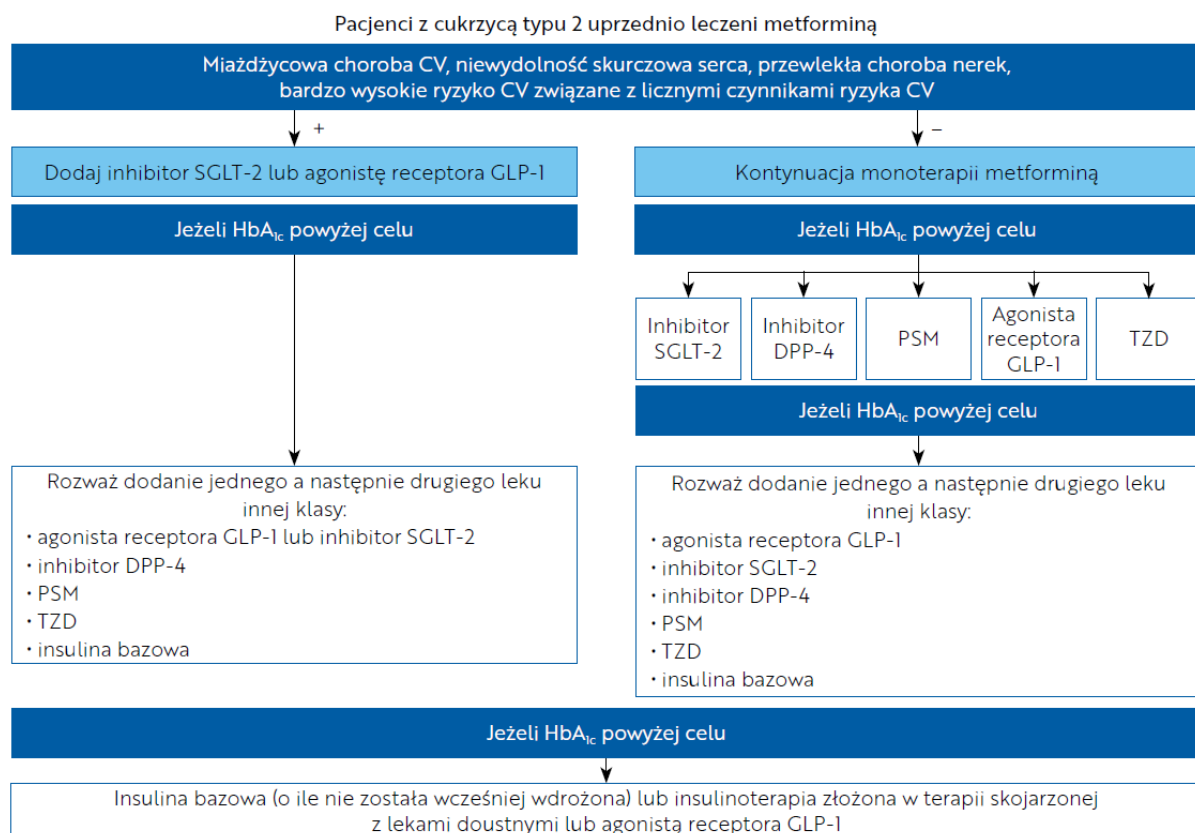 Pacjenci z cukrzycą typu 2 uprzednio leczeni metforminą
Miażdżycowa choroba CV, niewydolność skurczowa serca, przewlekła choroba nerek,
bardzo wysokie ryzyko CV związane z licznymi czynnikami ryzyka CV
+
–
Dodaj inhibitor SGLT-2 lub agonistę receptora GLP-1
Jeżeli HbA1c powyżej celu
Rozważ dodanie jednego a następnie drugiego leku
innej klasy:
• agonista receptora GLP-1 lub inhibitor SGLT-2
• inhibitor DPP-4
• PSM
• TZD
• insulina bazowa
Kontynuacja monoterapii metforminą
Jeżeli HbA1c powyżej celu
Inhibitor
SGLT-2
Inhibitor
DPP-4
PSM
Agonista
receptora
GLP-1
TZD
Jeżeli HbA1c powyżej celu
Rozważ dodanie jednego a następnie drugiego leku
innej klasy:
• agonista receptora GLP-1
• inhibitor SGLT-2
• inhibitor DPP-4
• PSM
• TZD
• insulina bazowa
Jeżeli HbA1c powyżej celu
Insulina bazowa (o ile nie została wcześniej wdrożona) lub insulinoterapia złożona w terapii skojarzonej
z lekami doustnymi lub agonistą receptora GLP-1